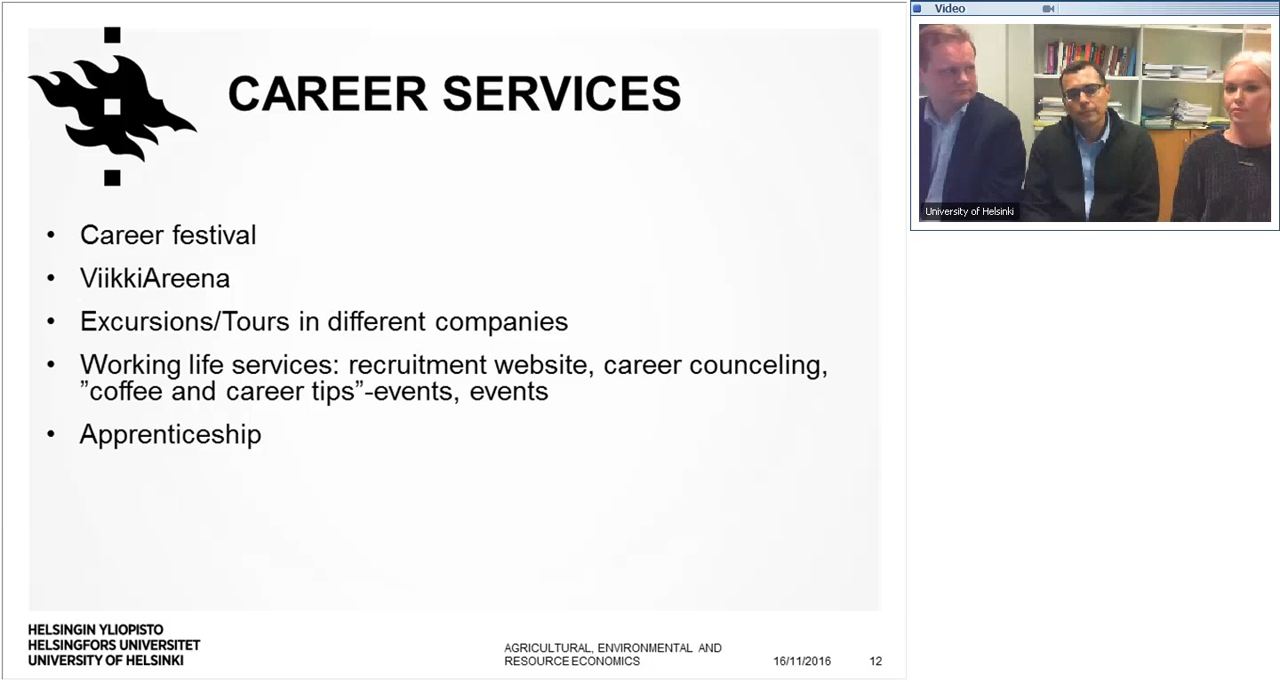 CAREER SERVICES
• Career festival
• ViikkiAreena
• Excursions/Tours in different companies
• Working life services: recruitment website, career counceling,
”coffee and career tips”-events, events
• Apprenticeship
HELSINGIN YLIOPISTO
HELSINGFORS UNIVERSITET
UNIVERSITY OF HELSINKI
AGRICULTURAL, ENVIRONMENTAL AND
RESOURCE ECONOMICS
16/11/2016 12
Video
University of Helsinki